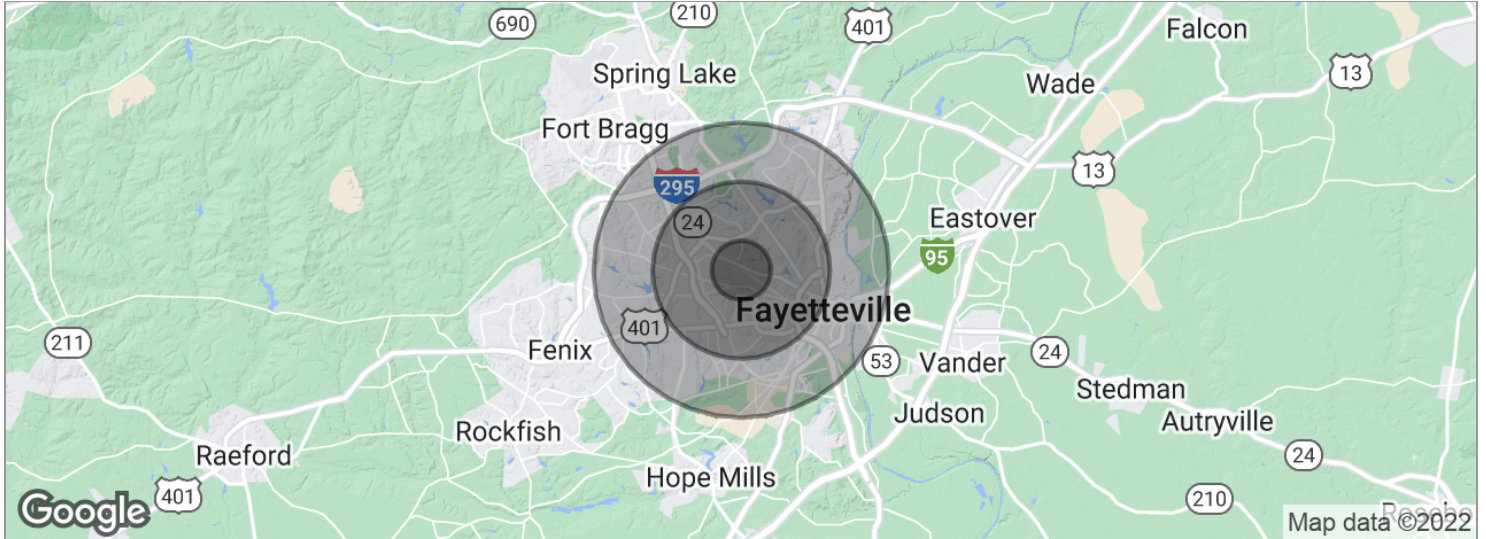 690
210
401
Falcon
Spring Lake
13
Wade
Fort Bragg
13
295
24
Eastover
95
Fayetteville
401
211
Fenix
53
Vander
24
Stedman
Judson
Autryville
Rockfish
Raeford
24
Hope Mills
401
210
Google
Map data ©2022